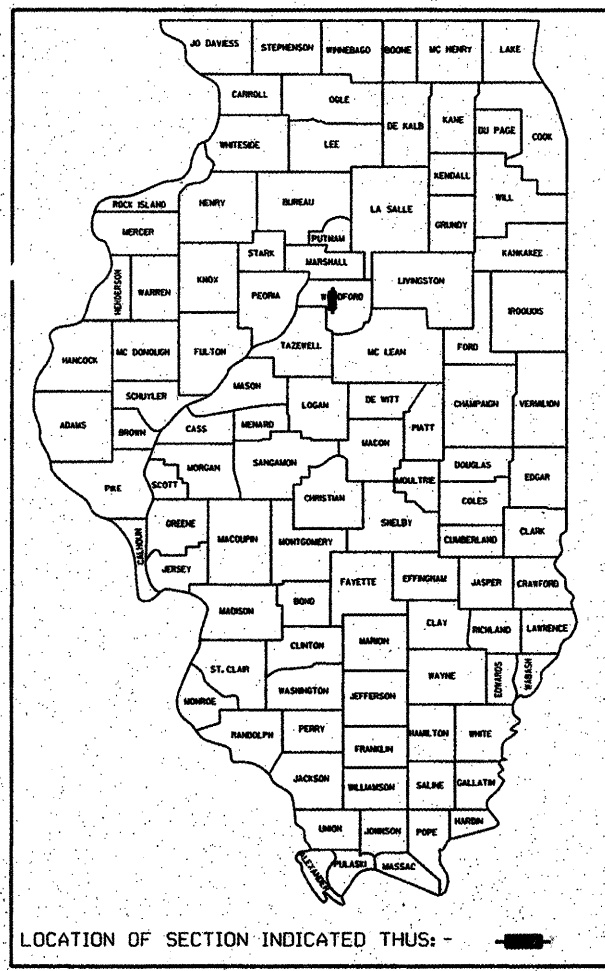 JO DAVIESS STEPHENSON WINNEBAGO BOONE MC HENRY LAKE
CARROLL OGLE DE KALB KANE DU PAGE COOK
WHITESIDE LEE KENDALL WILL
ROCK ISLAND HENRY BUREAU LA SALLE GRUNDY
MERCER PUTNAM KANKAKEE
STARK MARSHALL LIVINGSTON
HENDERSON WARREN KNOX PEORIA WOODFORD IROQUOIS
HANCOCK MC DONOUGH FULTON TAZEWELL MC LEAN FORD
SCHUYLER MASON LOGAN DE WITT CHAMPAIGN VERMILION
ADAMS BROWN CASS MENARD MACON PIATT
PIKE SCOTT MORGAN SANGAMON CHRISTIAN MOULTRIE DOUGLAS EDGAR
COLES
CALHOUN GREENE MACOUPIN MONTGOMERY SHELBY CUMBERLAND CLARK
JERSEY FAYETTE EFFINGHAM JASPER CRAWFORD
MADISON BOND CLAY RICHLAND LAWRENCE
CLINTON MARION
ST. CLAIR WAYNE EDWARDS WABASH
MONROE WASHINGTON JEFFERSON
RANDOLPH PERRY FRANKLIN HAMILTON WHITE
JACKSON WILLIAMSON SALINE GALLATIN
UNION JOHNSON POPE HARDIN
ALEXANDER PULASKI MASSAC
LOCATION OF SECTION INDICATED THUS: -